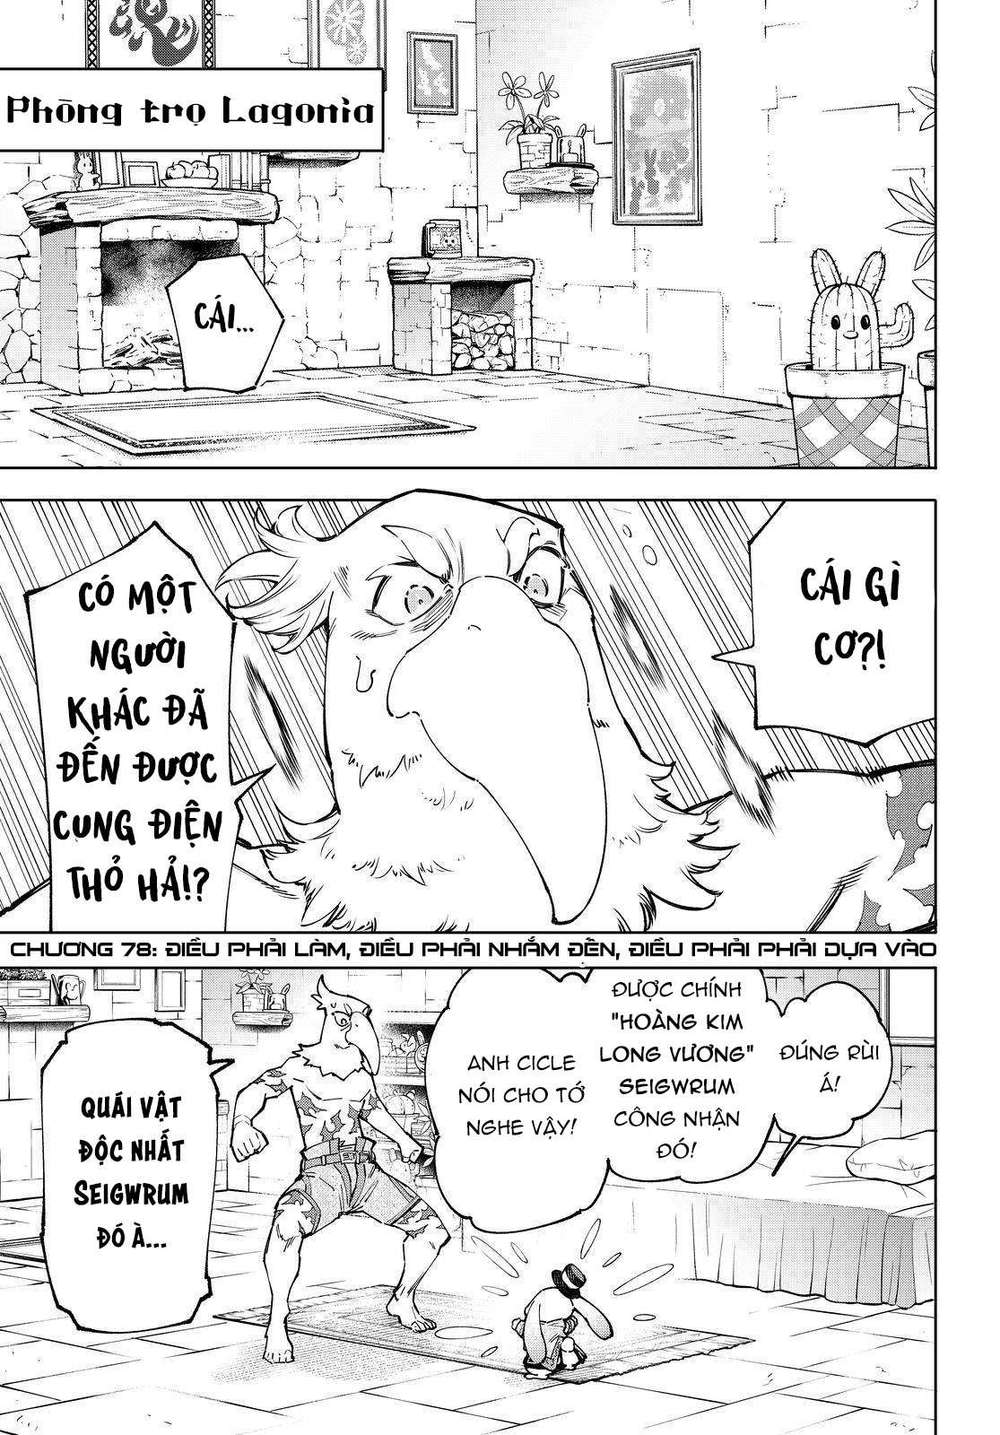 Phòng trọ Lagonia
CÁI...
CÁI GÌ
CƠ?!
CÓ MỘT
NGƯỜI
KHÁC ĐÃ
ĐẾN ĐƯỢC
CUNG ĐIỆN
THỎ HẢ!?
CHƯƠNG 78: ĐIỀU PHẢI LÀM, ĐIỀU PHẢI NHẮM ĐẾN, ĐIỀU PHẢI PHẢI DỰA VÀO
ĐÚNG RÙI
Á!
ĐƯỢC CHÍNH
"HOÀNG KIM
LONG VƯƠNG"
SEIGWRUM
CÔNG NHẬN
ĐÓ!
ANH CICLE
NÓI CHO TỚ
NGHE VẬY!
QUÁI VẬT
ĐỘC NHẤT
SEIGWRUM
ĐÓ À...